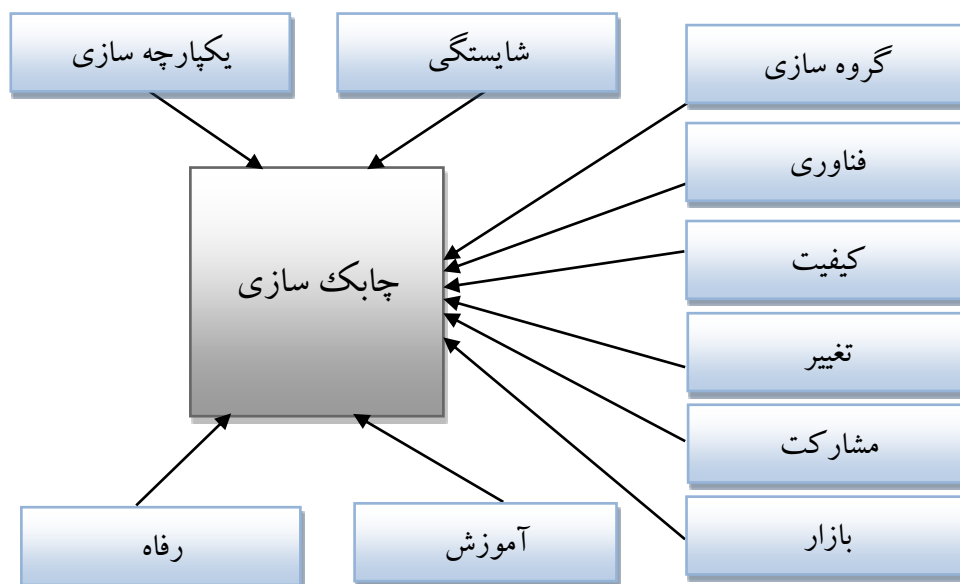 گروه سازی
شایستگی
یکپارچه سازی
فناوری
کیفیت
چابک سازی
تغییر
مشارکت
بازار
آموزش
رفاه